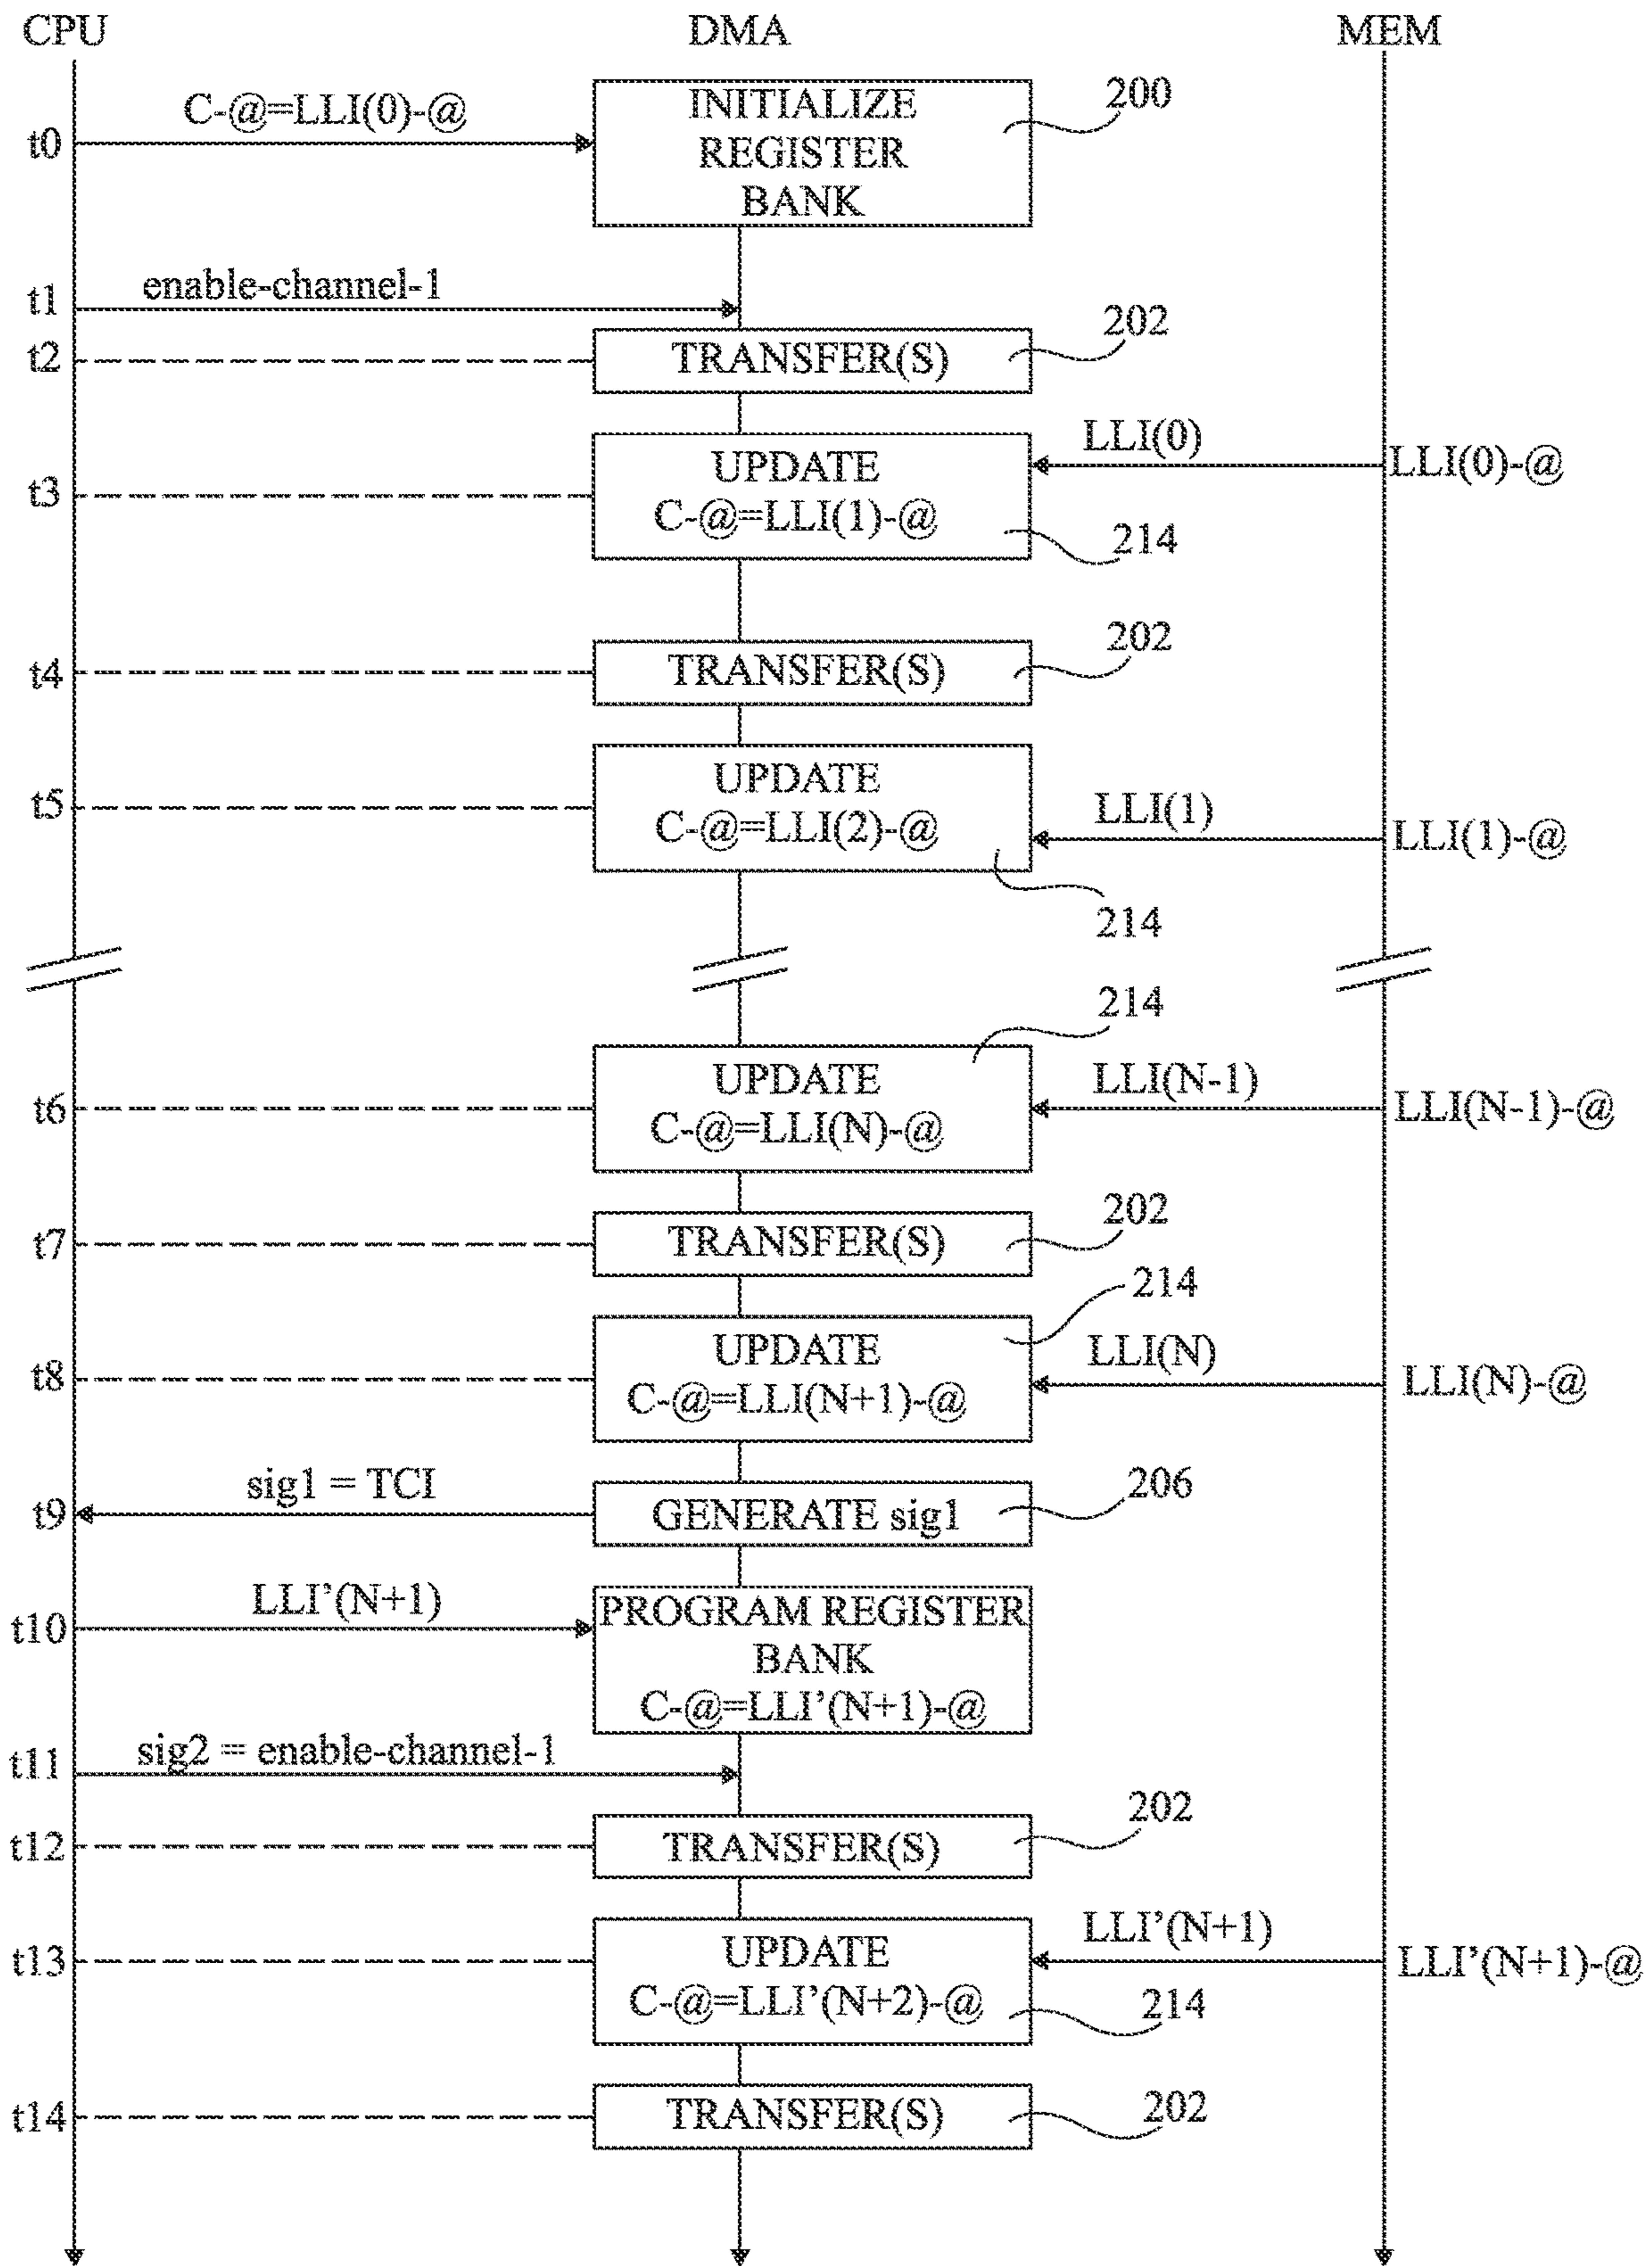 CPU DMA MEM
C-@=LLI(0)-@
t0
INITIALIZE
REGISTER
BANK
200
enable-channel-1
t1
t2
TRANSFER(S)
202
t3
UPDATE
C-@=LLI(1)-@
LLI(0)
LLI(0)-@
214
t4
TRANSFER(S)
202
t5
UPDATE
C-@=LLI(2)-@
LLI(1)
LLI(1)-@
214
214
t6
UPDATE
C-@=LLI(N)-@
LLI(N-1)
LLI(N-1)-@
t7
TRANSFER(S)
202
214
t8
UPDATE
C-@=LLI(N+1)-@
LLI(N)
LLI(N)-@
t9
sig1 = TCI
GENERATE sig1
206
t10
LLI’(N+1)
PROGRAM REGISTER
BANK
C-@=LLI’(N+1)-@
t11
sig2 = enable-channel-1
t12
TRANSFER(S)
202
t13
UPDATE
C-@=LLI’(N+2)-@
LLI’(N+1)
LLI’(N+1)-@
214
t14
TRANSFER(S)
202